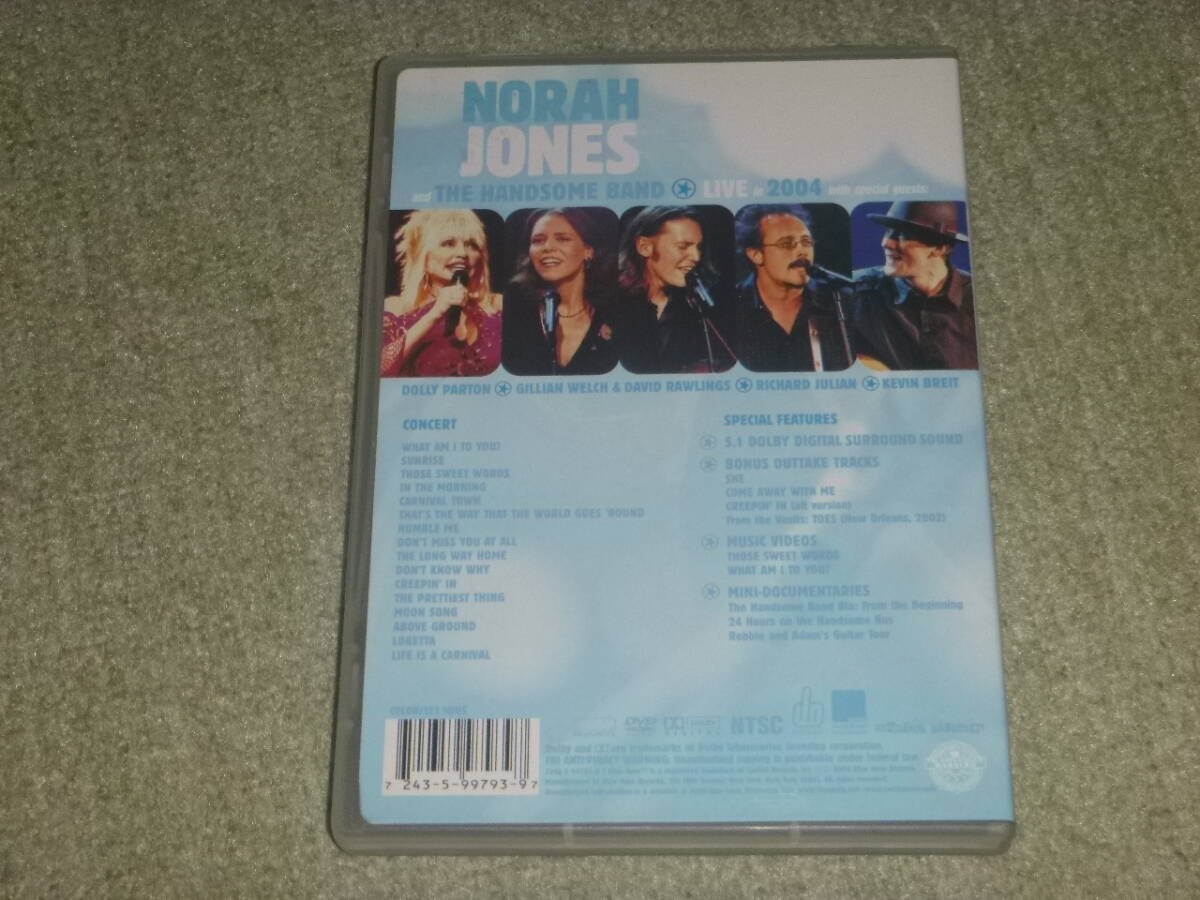 NORAH
JONES
and THE HANDSOME BAND LIVE in 2004 with special guests:
DOLLY PARTON GILLIAN WELCH & DAVID RAWLINGS RICHARD JULIAN KEVIN BREIT
CONCERT
WHAT AM I TO YOU?
SUNRISE
THOSE SWEET WORDS
IN THE MORNING
CARNIVAL TOWN
THAT'S THE WAY THAT THE WORLD GOES 'ROUND
HUMBLE ME
DON'T MISS YOU AT ALL
THE LONG WAY HOME
DON'T KNOW WHY
CREEPIN' IN
THE PRETTIEST THING
MOON SONG
ABOVE GROUND
LORETTA
LIFE IS A CARNIVAL
SPECIAL FEATURES
5.1 DOLBY DIGITAL SURROUND SOUND
BONUS OUTTAKE TRACKS
SHE
COME AWAY WITH ME
CREEPIN' IN (alt version)
From the Vaults: TOES (New Orleans, 2002)
MUSIC VIDEOS
THOSE SWEET WORDS
WHAT AM I TO YOU?
MINI-DOCUMENTARIES
The Handsome Band Bio: From the Beginning
24 Hours on the Handsome Bus
Robbie and Adam's Guitar Tour
DVD NTSC
7 243-5-99793-9 7